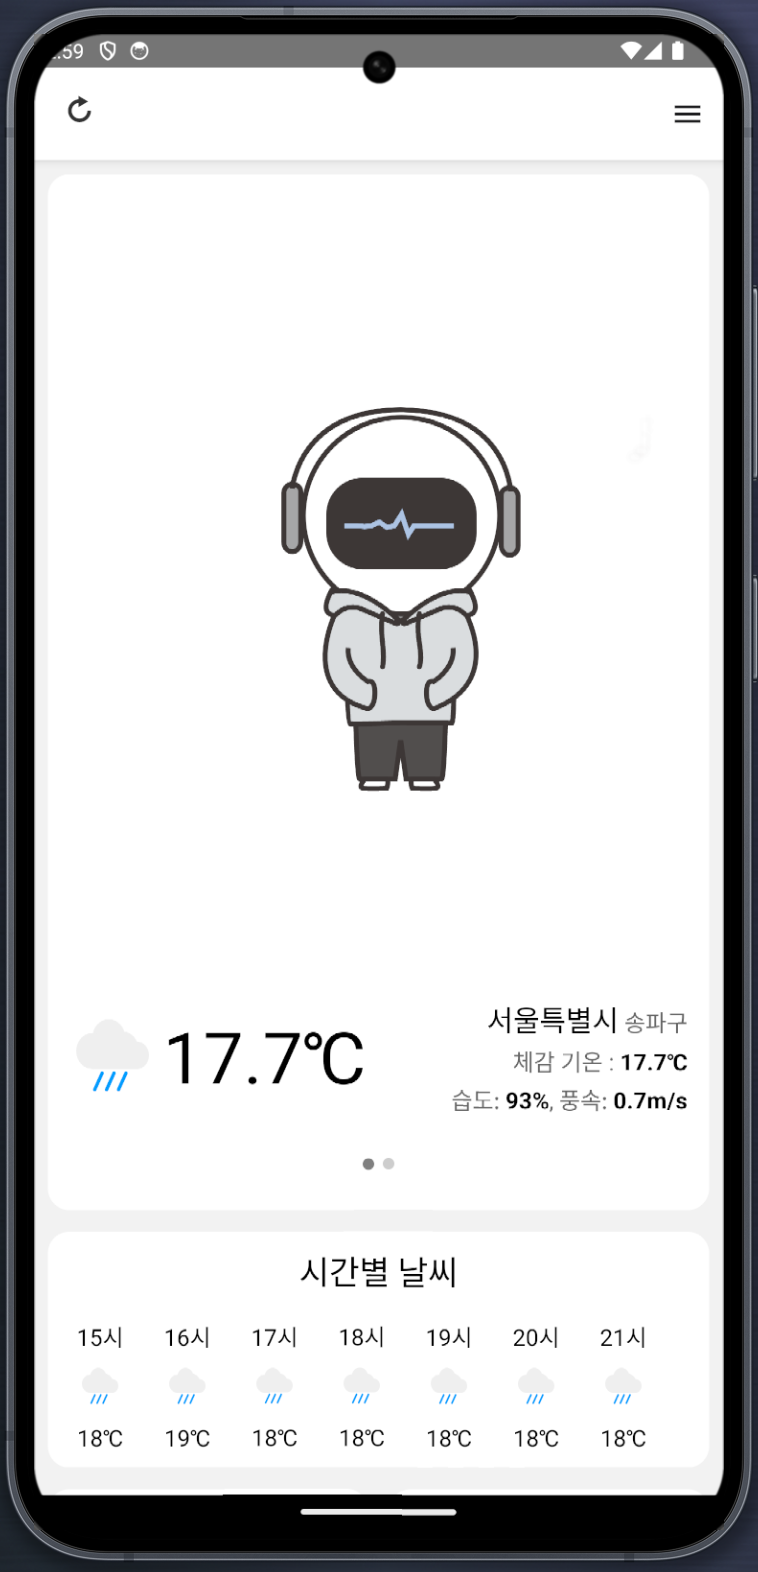 :59
17.7℃
서울특별시 송파구
체감 기온 : 17.7℃
습도: 93%, 풍속: 0.7m/s
시간별 날씨
15시 16시 17시 18시 19시 20시 21시
18℃ 19℃ 18℃ 18℃ 18℃ 18℃ 18℃